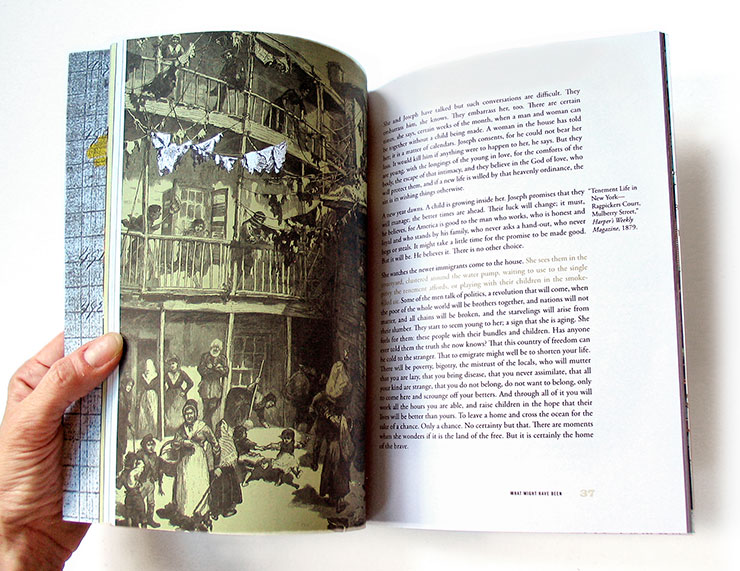 She and Joseph have talked but such conversations are difficult. They
embarrass him, she knows. They embarrass her, too. There are certain
times, she says, certain weeks of the month, when a man and woman can
be together without a child being made. A woman in the house has told
her; it is a matter of calendars. Joseph consents, for he could not bear her
. It would kill him if anything were to happen to her, he says. But they
are young, with the longings of the young in love, for the comforts of the
body, the escape of that intimacy, and they believe in the God of love, who
will protect them, and if a new life is willed by that heavenly ordinance, the
sin is in wishing things otherwise.
A new year dawns. A child is growing inside her. Joseph promises that they
will manage; the better times are ahead. Their luck will change; it must,
he believes, for America is good to the man who works, who is honest and
loyal and who stands by his family, who never asks a hand-out, who never
begs or steals. It might take a little time for the promise to be made good.
But it will be. He believes it. There is no other choice.
She watches the newer immigrants come to the house. She sees them in the
courtyard, clustered around the water pump, waiting to use to the single
privy the tenement affords, or playing with their children in the smoke-
Some of the men talk of politics, a revolution that will come, when
the poor of the whole world will be brothers together, and nations will not
matter, and all chains will be broken, and the starvelings will arise from
their slumber. They start to seem young to her; a sign that she is aging. She
feels for them: these people with their bundles and children. Has anyone
ever told them the truth she now knows? That this country of freedom can
be cold to the stranger. That to emigrate might well be to shorten your life.
There will be poverty, bigotry, the mistrust of the locals, who will mutter
that you are lazy, that you bring disease, that you never assimilate, that all
your kind are strange, that you do not belong, do not want to belong, only
to come here and scrounge off your betters. And through all of it you will
work all the hours you are able, and raise children in the hope that their
lives will be better than yours. To leave a home and cross the ocean for the
sake of a chance. Only a chance. No certainty but that. There are moments
when she wonders if it is the land of the free. But it is certainly the home
of the brave.
"Tenement Life in
New York—
Ragpickers Court,
Mulberry Street,"
Harper's Weekly
Magazine, 1879.
WHAT MIGHT HAVE BEEN 37